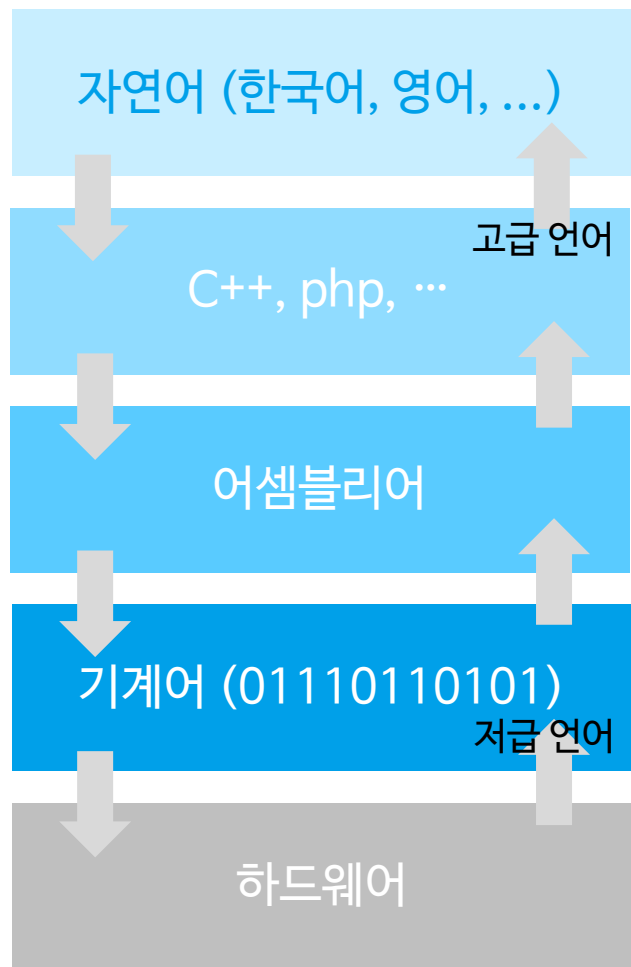 자연어 (한국어, 영어, ...)
고급 언어
C++, php, …
어셈블리어
기계어 (01110110101)
저급 언어
하드웨어